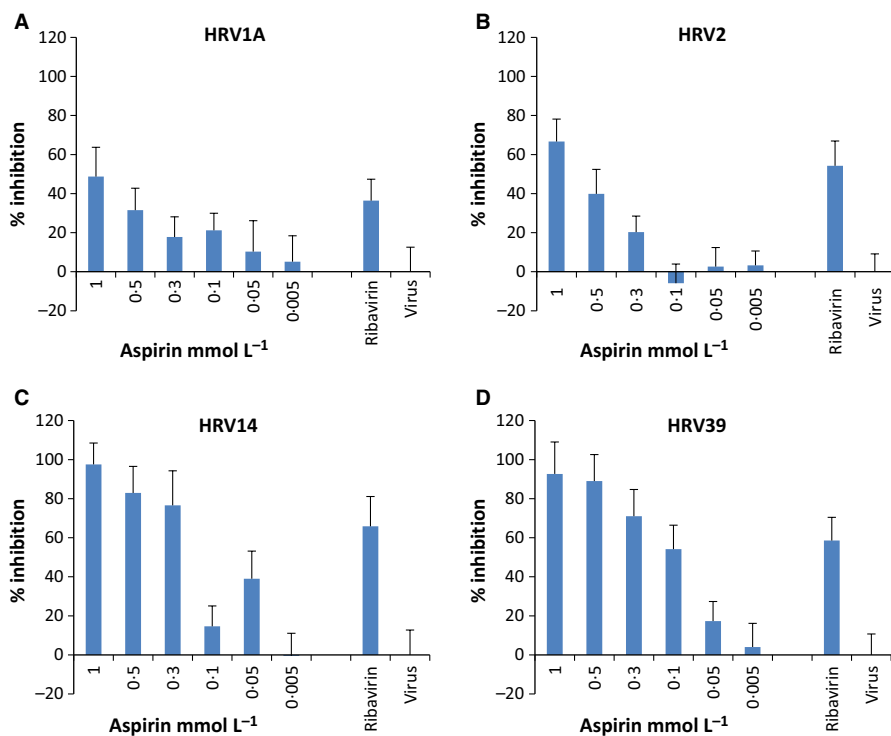 A
HRV1A
120
100
80
60
40
20
0
–20
% inhibition
1
0·5
0·3
0·1
0·05
0·005
Ribavirin
Virus
Aspirin mmol L–1
B
HRV2
120
100
80
60
40
20
0
–20
% inhibition
1
0·5
0·3
0·1
0·05
0·005
Ribavirin
Virus
Aspirin mmol L–1
C
HRV14
120
100
80
60
40
20
0
–20
% inhibition
1
0·5
0·3
0·1
0·05
0·005
Ribavirin
Virus
Aspirin mmol L–1
D
HRV39
120
100
80
60
40
20
0
–20
% inhibition
1
0·5
0·3
0·1
0·05
0·005
Ribavirin
Virus
Aspirin mmol L–1